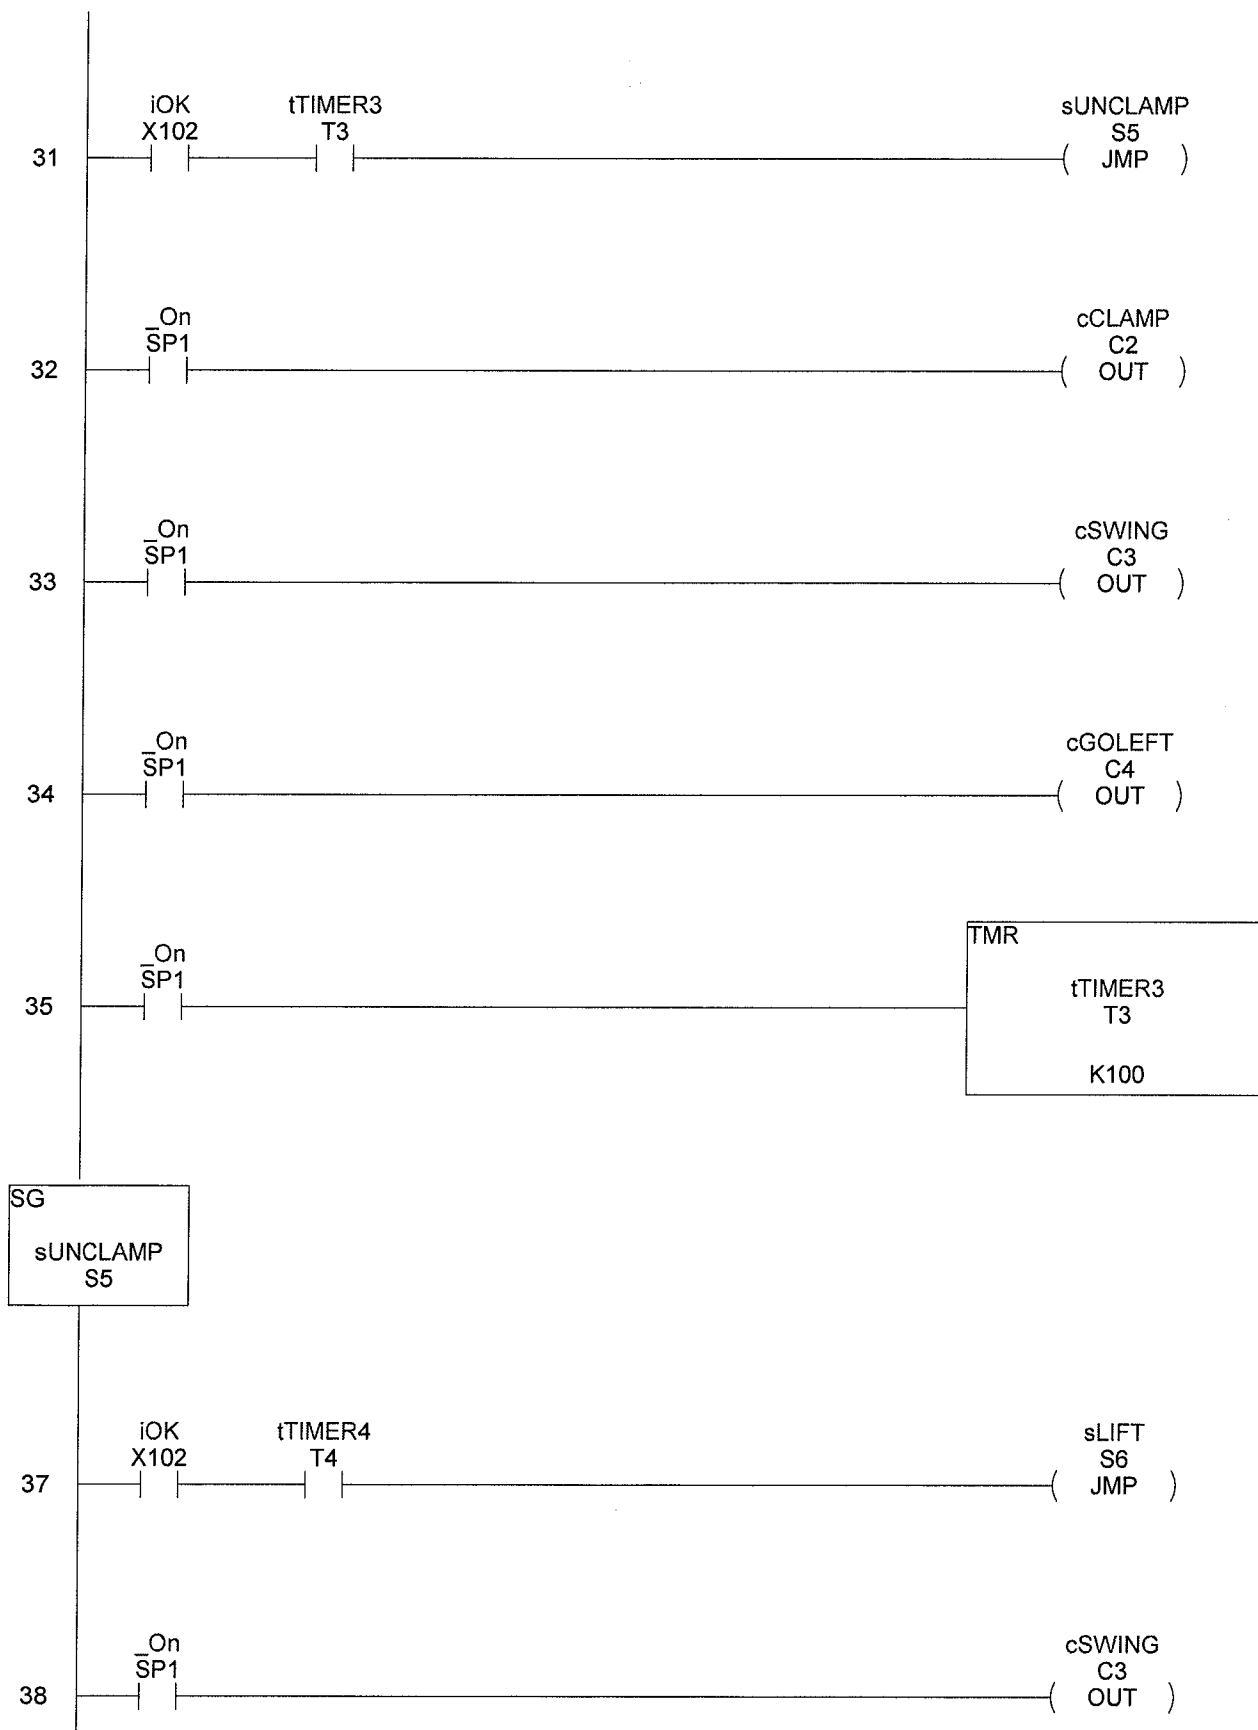 iOK tTIMER3 sUNCLAMP
X102 T3 S5
31 JMP
_On cCLAMP
SP1 C2
32 OUT
_On cSWING
SP1 C3
33 OUT
_On cGOLEFT
SP1 C4
34 OUT
TMR
_On
SP1
tTIMER3
35 T3
K100
SG
sUNCLAMP
S5
iOK tTIMER4 sLIFT
X102 T4 S6
37 JMP
_On cSWING
SP1 C3
38 OUT